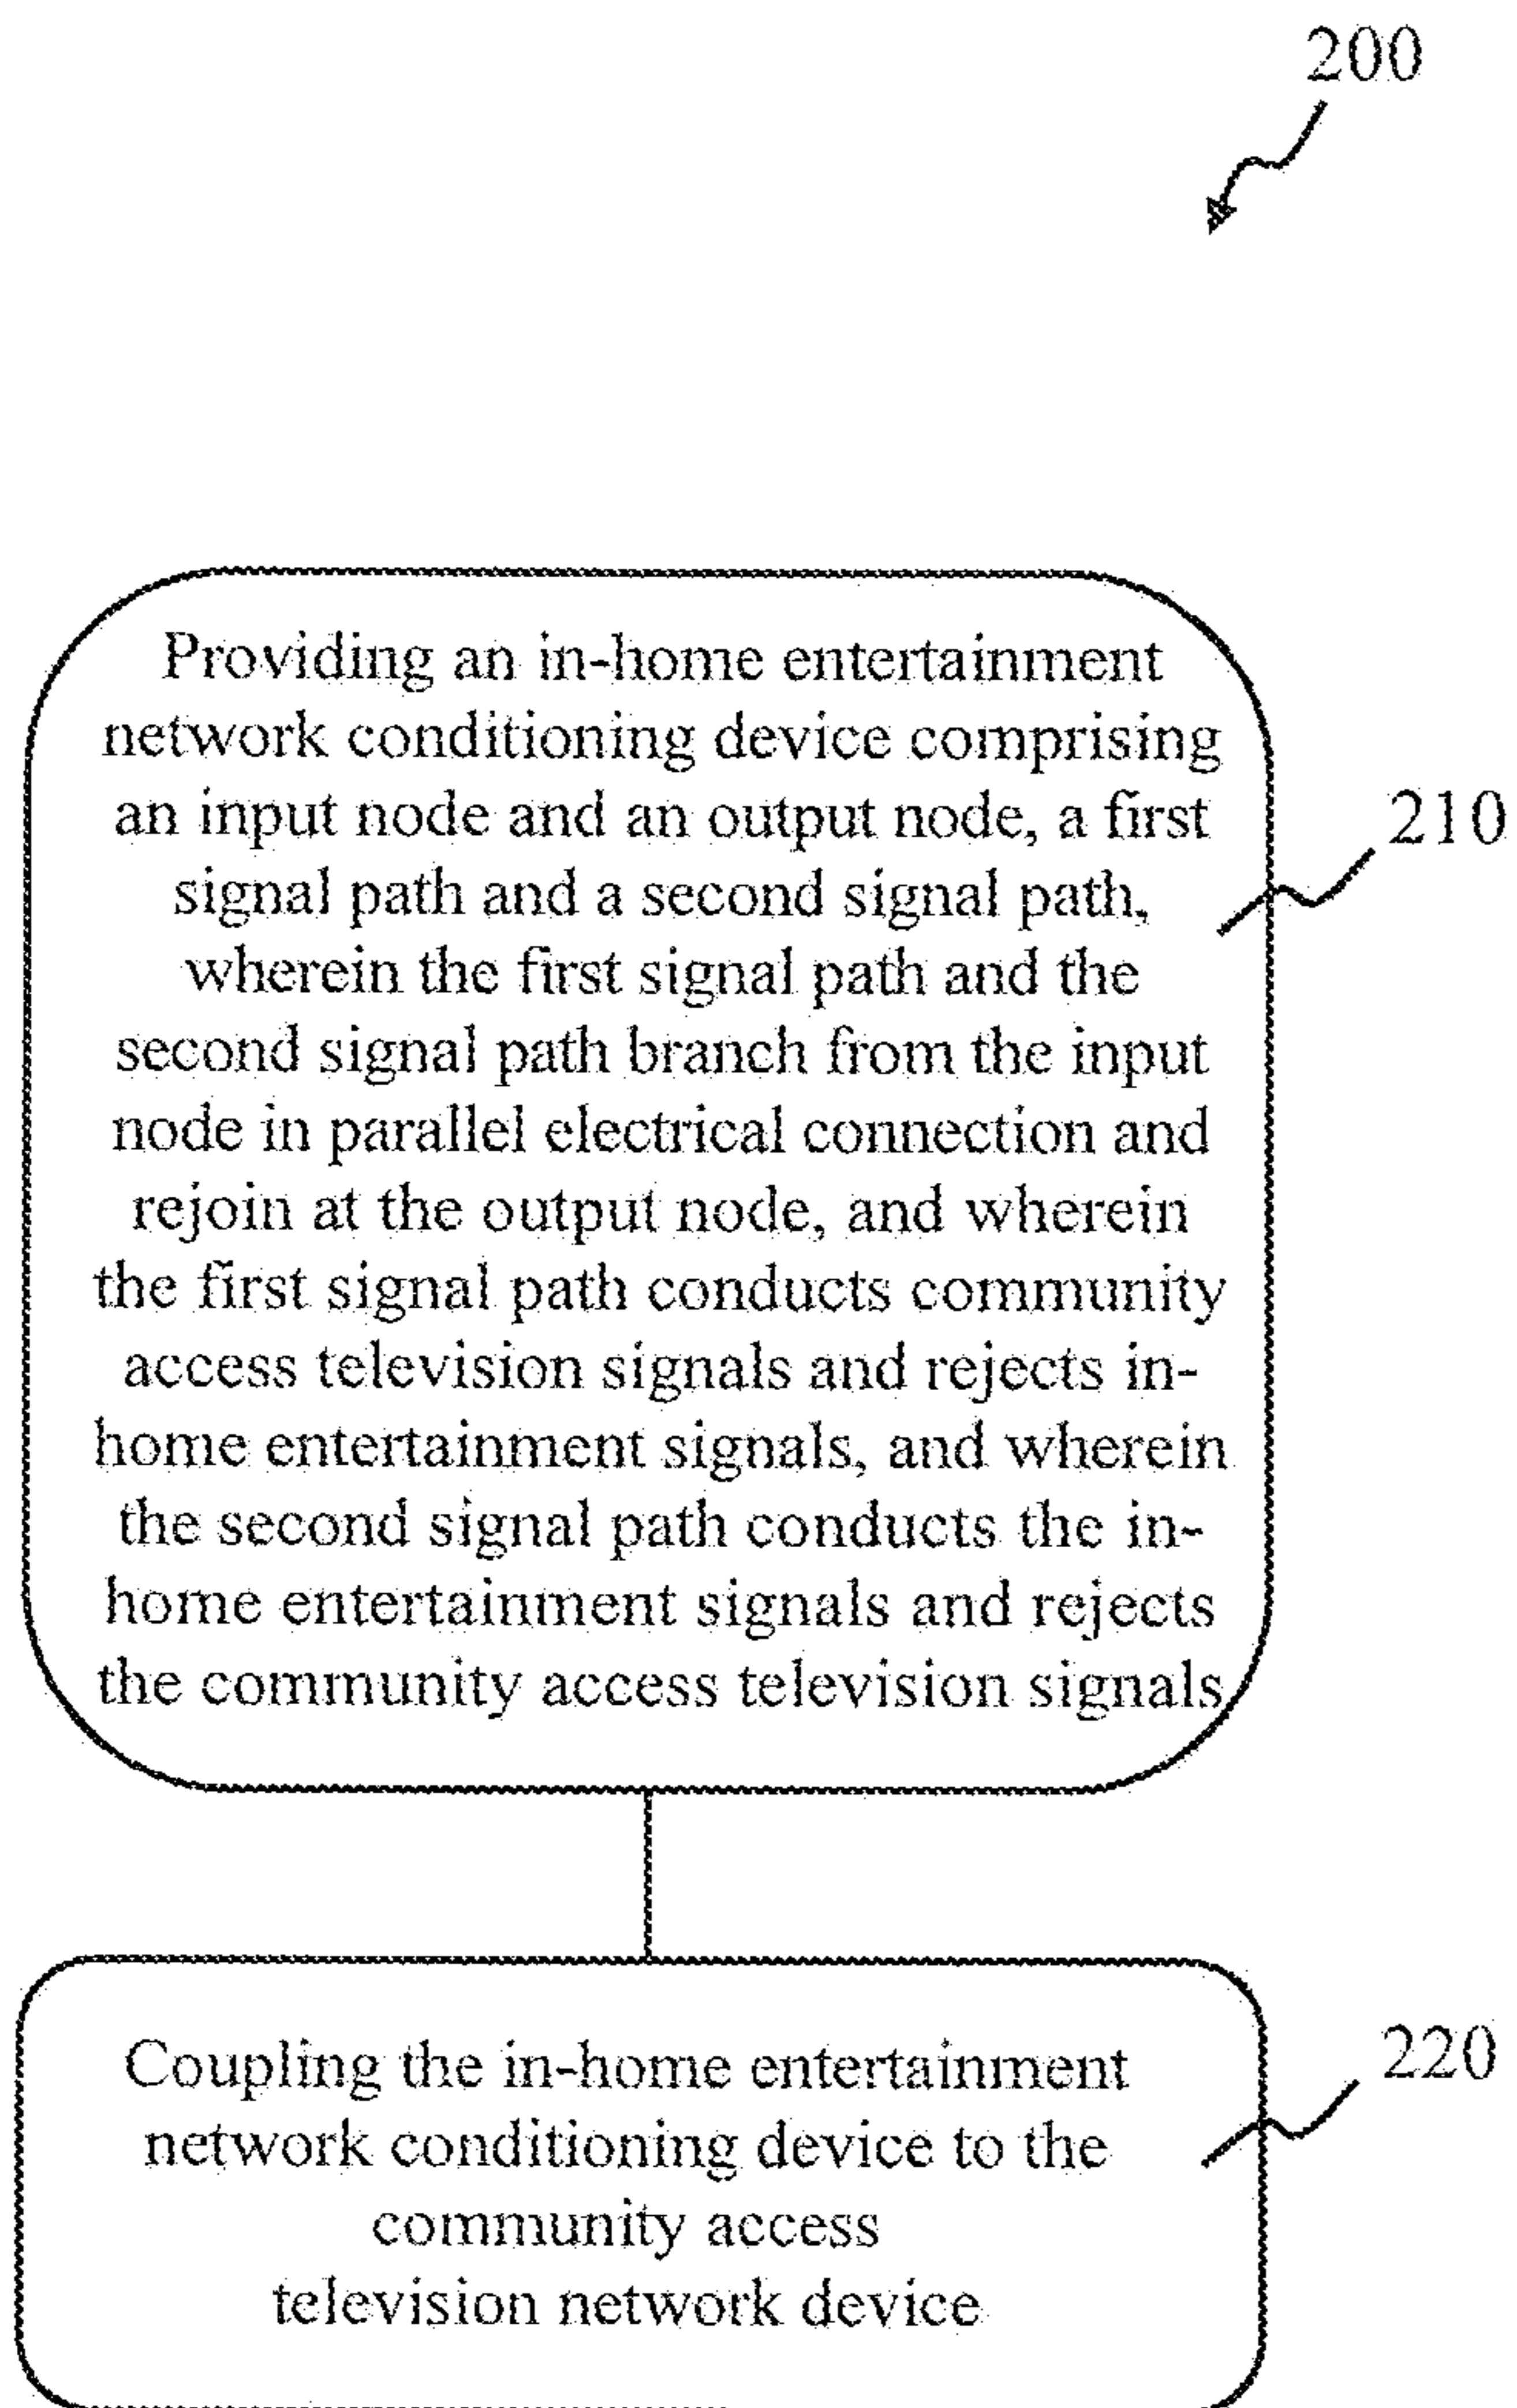 200
Providing an in-home entertainment
network conditioning device comprising
an input node and an output node, a first
signal path and a second signal path,
wherein the first signal path and the
second signal path branch from the input
node in parallel electrical connection and
rejoin at the output node, and wherein
the first signal path conducts community
access television signals and rejects in-
home entertainment signals, and wherein
the second signal path conducts the in-
home entertainment signals and rejects
the community access television signals
210
Coupling the in-home entertainment
network conditioning device to the
community access
television network device
220